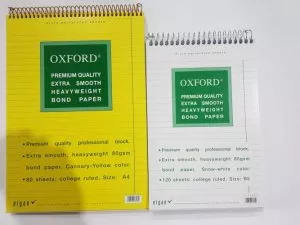 OXFORD®
PREMIUM QUALITY
EXTRA SMOOTH
HEAVYWEIGHT
BOND PAPER
• Premium quality professional block.
• Extra smooth, heavyweight 80gsm
bond paper, Cannary-Yellow color
• 80 sheets, college ruled, Size: A4
OXFORD®
PREMIUM QUALITY
EXTRA SMOOTH
HEAVYWEIGHT
BOND PAPER
• Premium quality professional block.
• Extra smooth, heavyweight 80gsm
bond paper, Snow-white color
• 120 sheets, college ruled, Size: B5